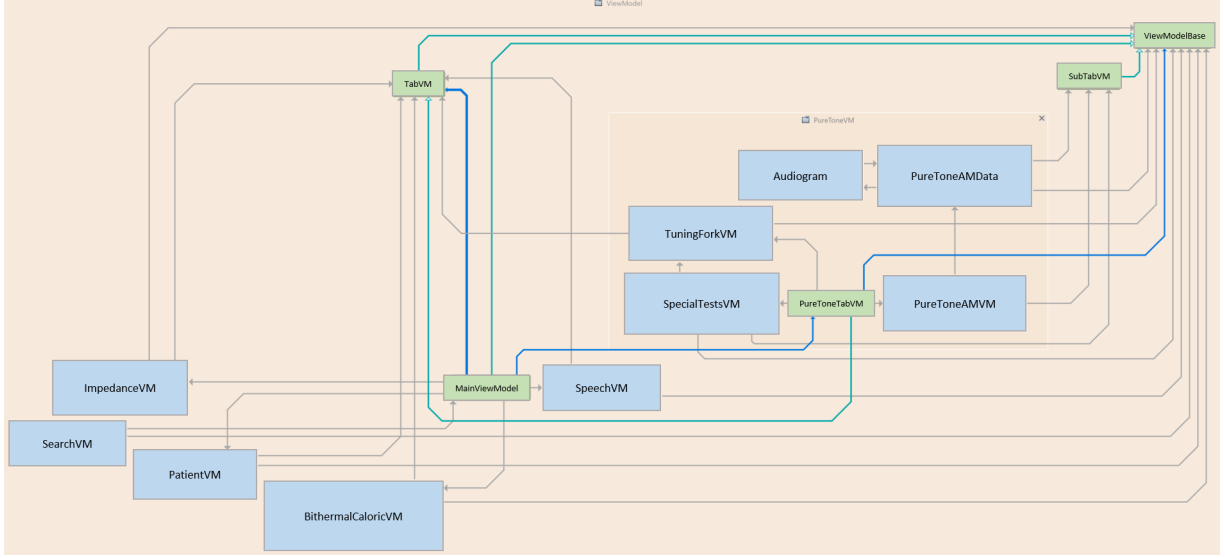 ViewModel
ViewModelBase
TabVM
SubTabVM
PureToneVM
Audiogram
PureToneAMData
TuningForkVM
SpecialTestsVM
PureToneTabVM
PureToneAMVM
ImpedanceVM
MainViewModel
SpeechVM
SearchVM
PatientVM
BithermalCaloricVM